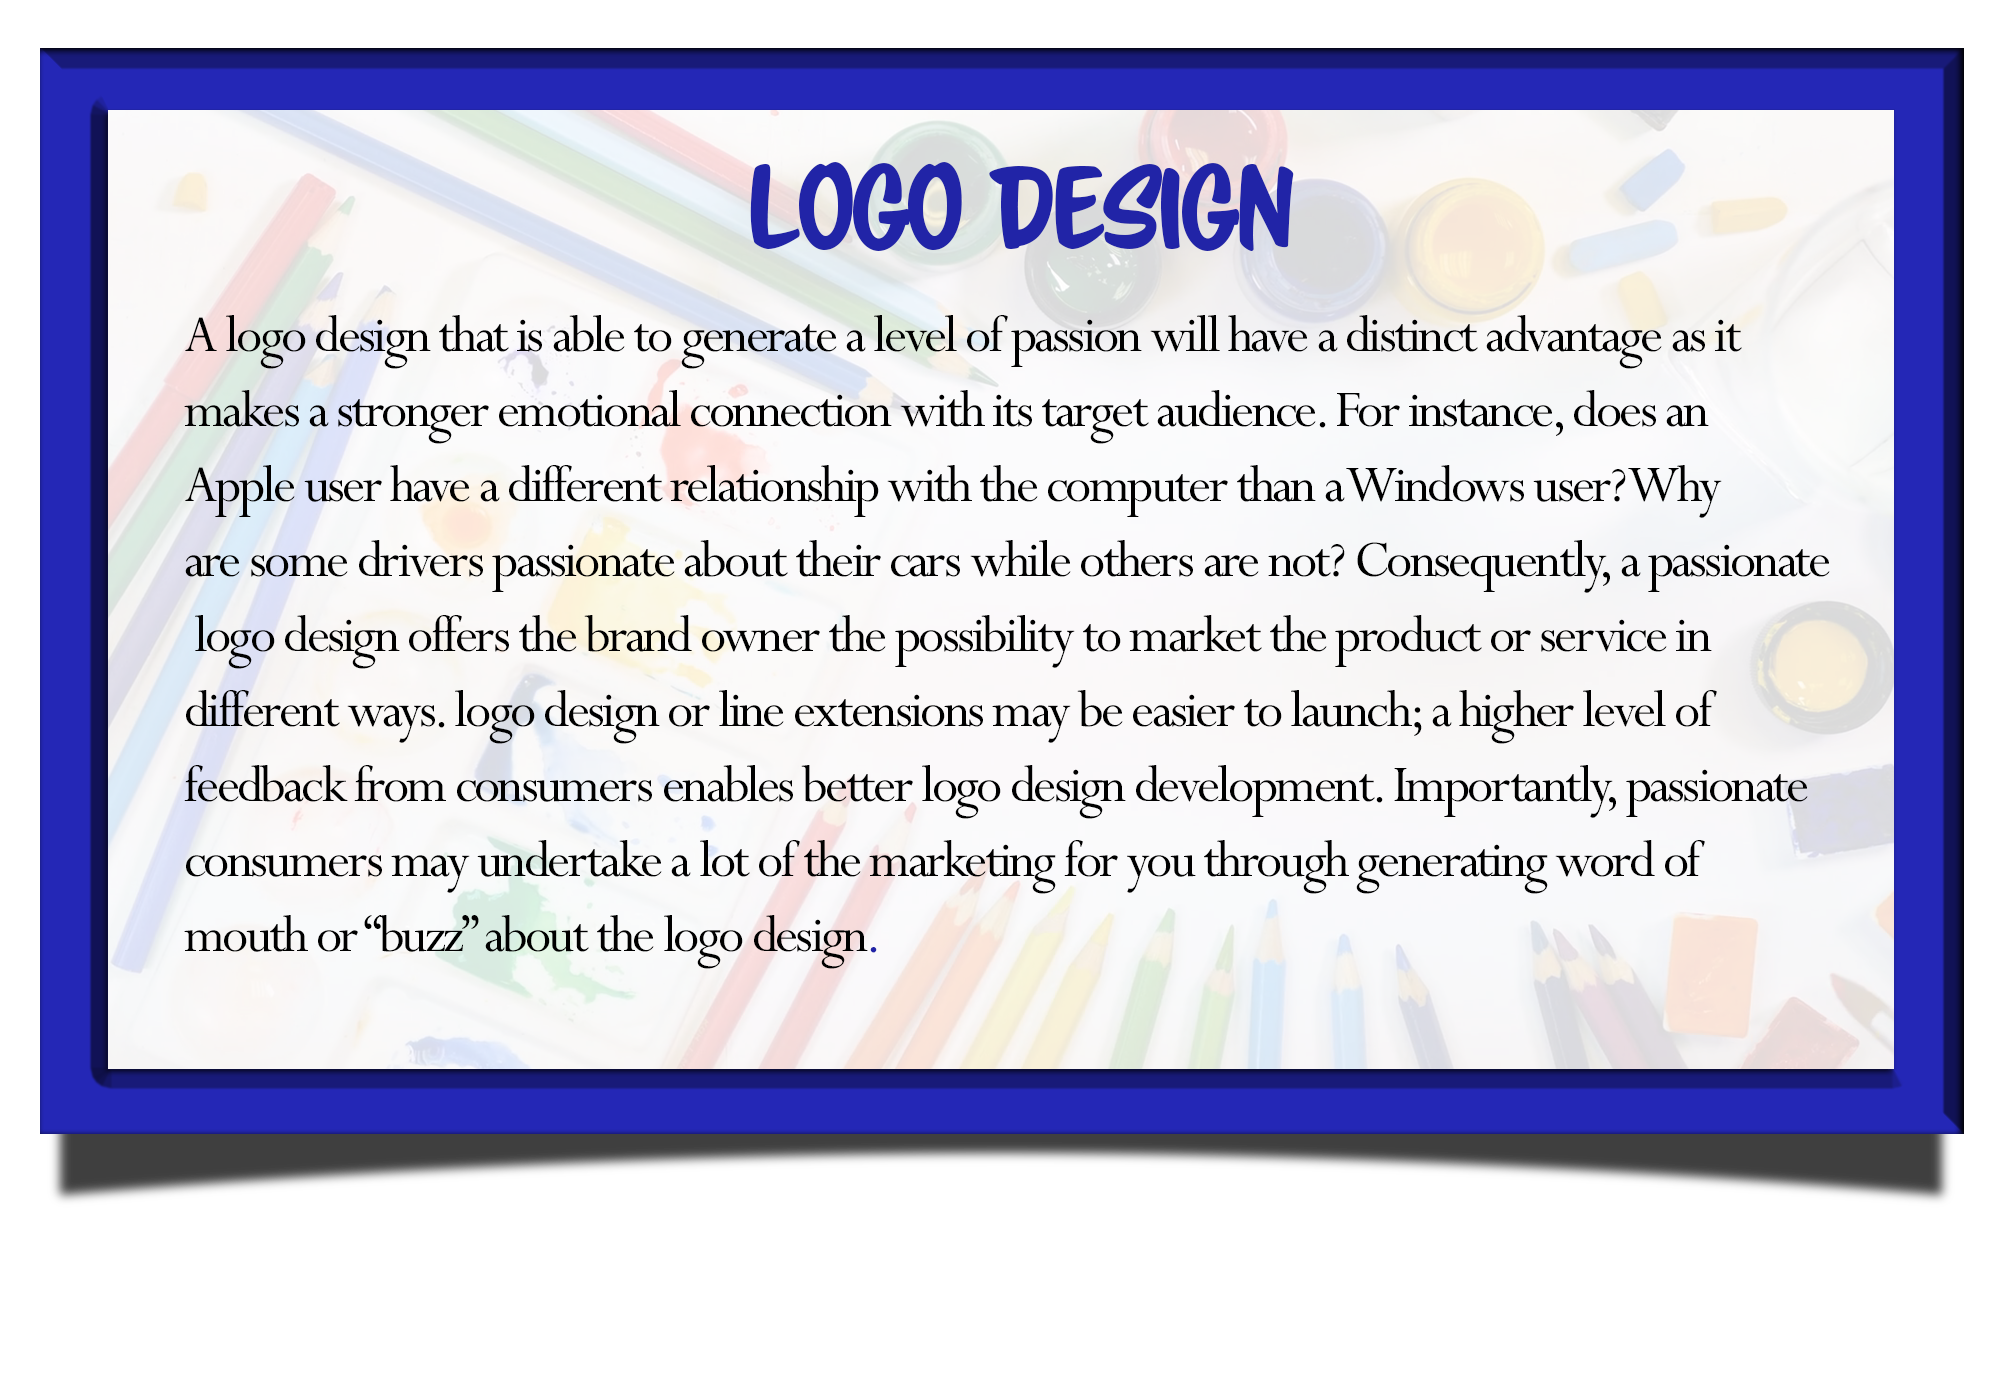 LOGO DESIGN
A logo design that is able to generate a level of passion will have a distinct advantage as it
makes a stronger emotional connection with its target audience. For instance, does an
Apple user have a different relationship with the computer than a Windows user? Why
are some drivers passionate about their cars while others are not? Consequently, a passionate
logo design offers the brand owner the possibility to market the product or service in
different ways. logo design or line extensions may be easier to launch; a higher level of
feedback from consumers enables better logo design development. Importantly, passionate
consumers may undertake a lot of the marketing for you through generating word of
mouth or “buzz” about the logo design.